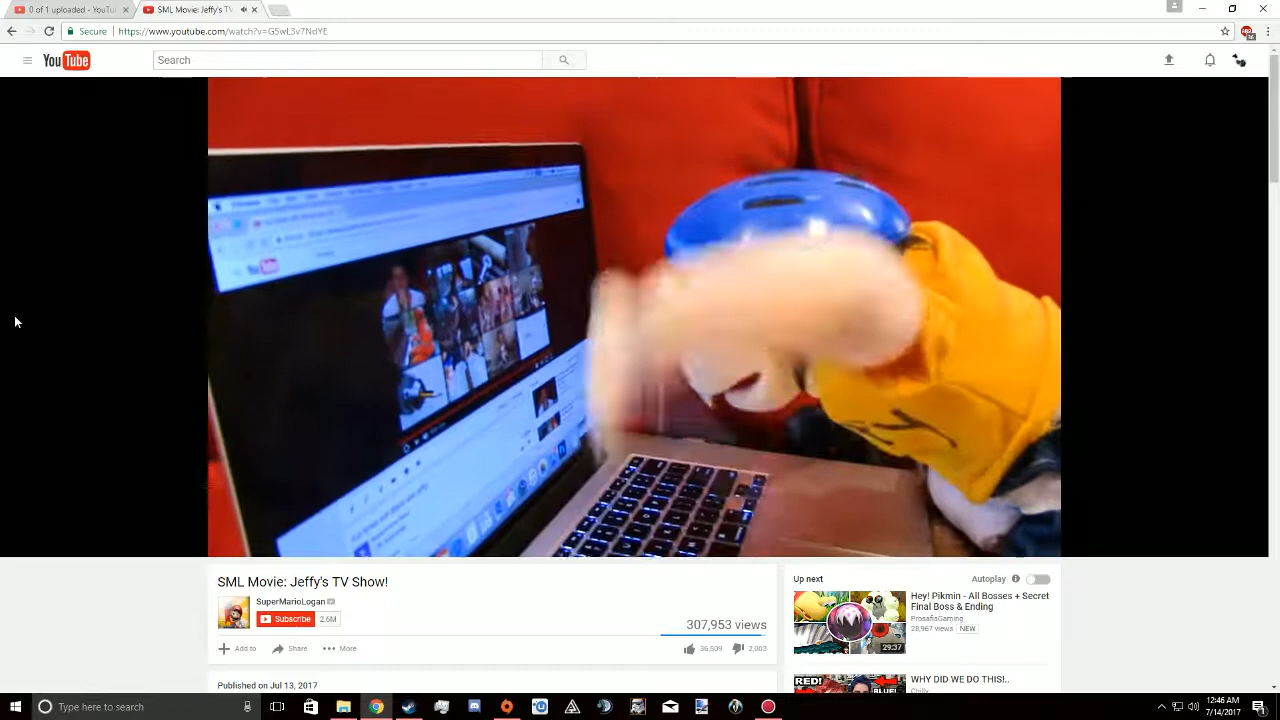 0 of 1 uploaded - YouTu
SML Movie: Jeffy's TV
Secure
https://www.youtube.com/watch?v=G5wL3v7NdYE
YouTube
Search
SML Movie: Jeffy's TV Show!
SuperMarioLogan
Subscribe 2.6M
307,953 views
Add to
Share
More
36,509
2,003
Published on Jul 13, 2017
Up next
Autoplay
Hey! Pikmin - All Bosses + Secret
Final Boss & Ending
ProsafiaGaming
28,967 views
NEW
29:37
WHY DID WE DO THIS!..
Chilly
RED!
BLUE!
Type here to search
12:46 AM
7/14/2017